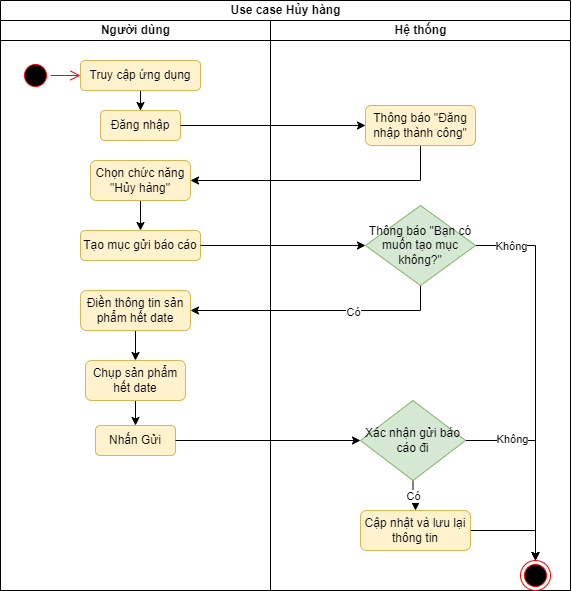 Use case Hủy hàng
Người dùng
Hệ thống
Truy cập ứng dụng
Đăng nhập
Thông báo "Đăng
nhập thành công"
Chọn chức năng
"Hủy hàng"
Tạo mục gửi báo cáo
Thông báo "Bạn có
muốn tạo mục
không?"
Không
Có
Điền thông tin sản
phẩm hết date
Chụp sản phẩm
hết date
Nhấn Gửi
Xác nhận gửi báo
cáo đi
Không
Có
Cập nhật và lưu lại
thông tin